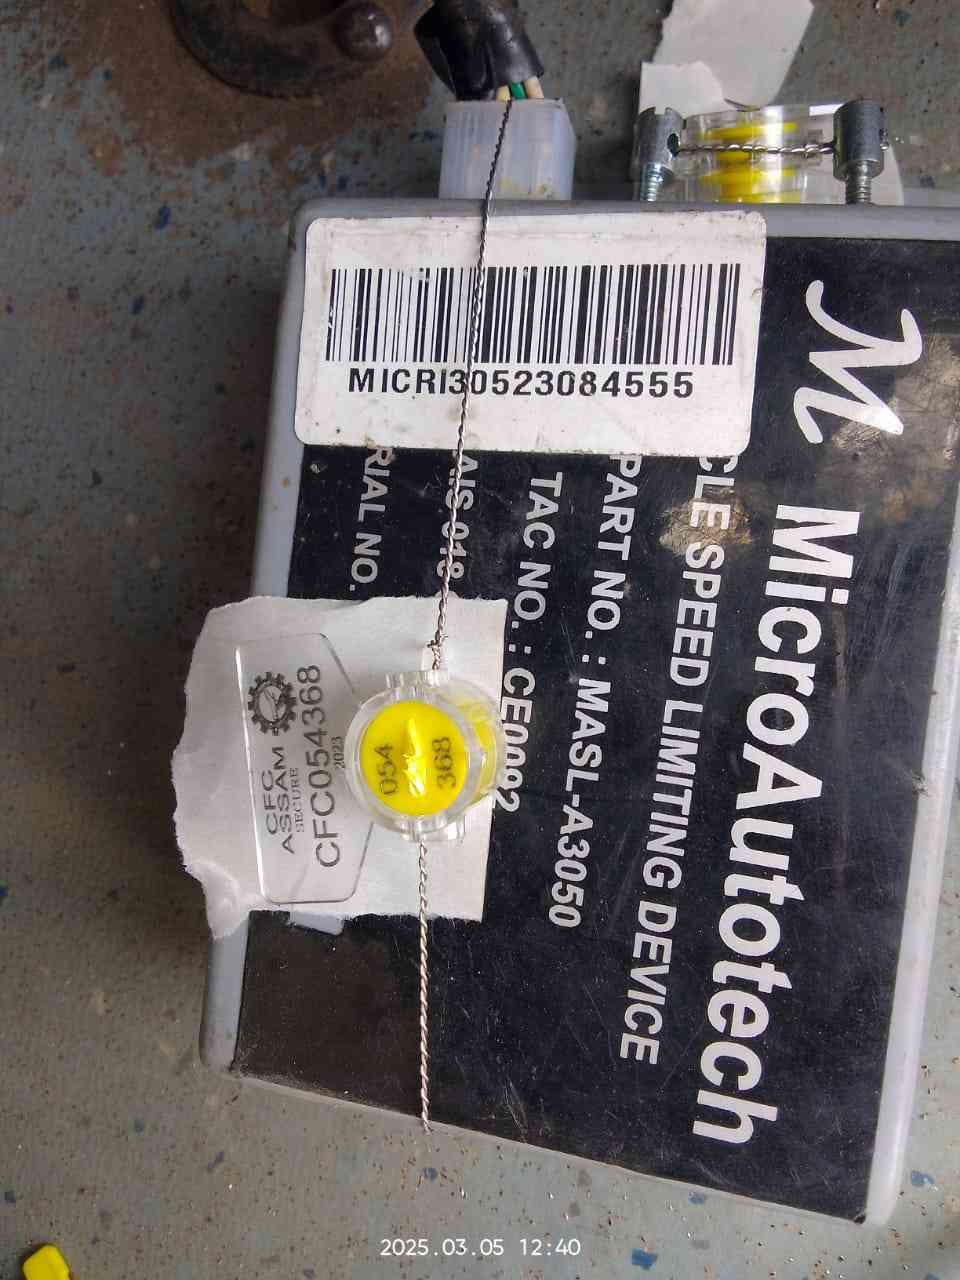 MICRI30523084555
M
MicroAutotech
CLE SPEED LIMITING DEVICE
PART NO. : MASL-A3050
TAC NO. : CE0092
AIS 018
RIAL NO.
CFC
ASSAM
SECURE
CFC054368
2023
054
368
2025.03.05 12:40